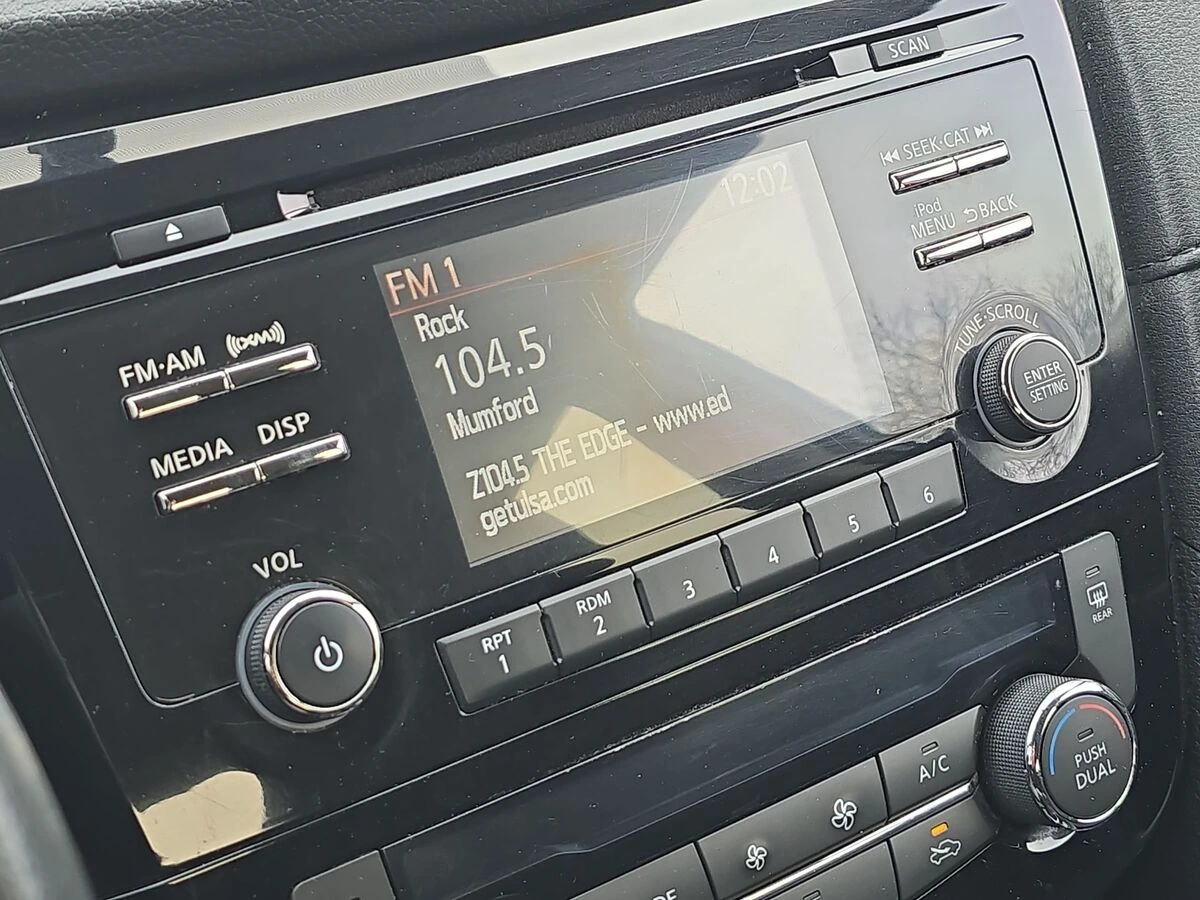 SCAN
SEEK·CAT
iPod
MENU
BACK
12:02
FM 1
Rock
104.5
Mumford
Z104.5 THE EDGE - www.ed
getulsa.com
FM·AM
((XM))
MEDIA
DISP
VOL
TUNE·SCROLL
ENTER
SETTING
RPT
1
RDM
2
3
4
5
6
REAR
A/C
PUSH
DUAL